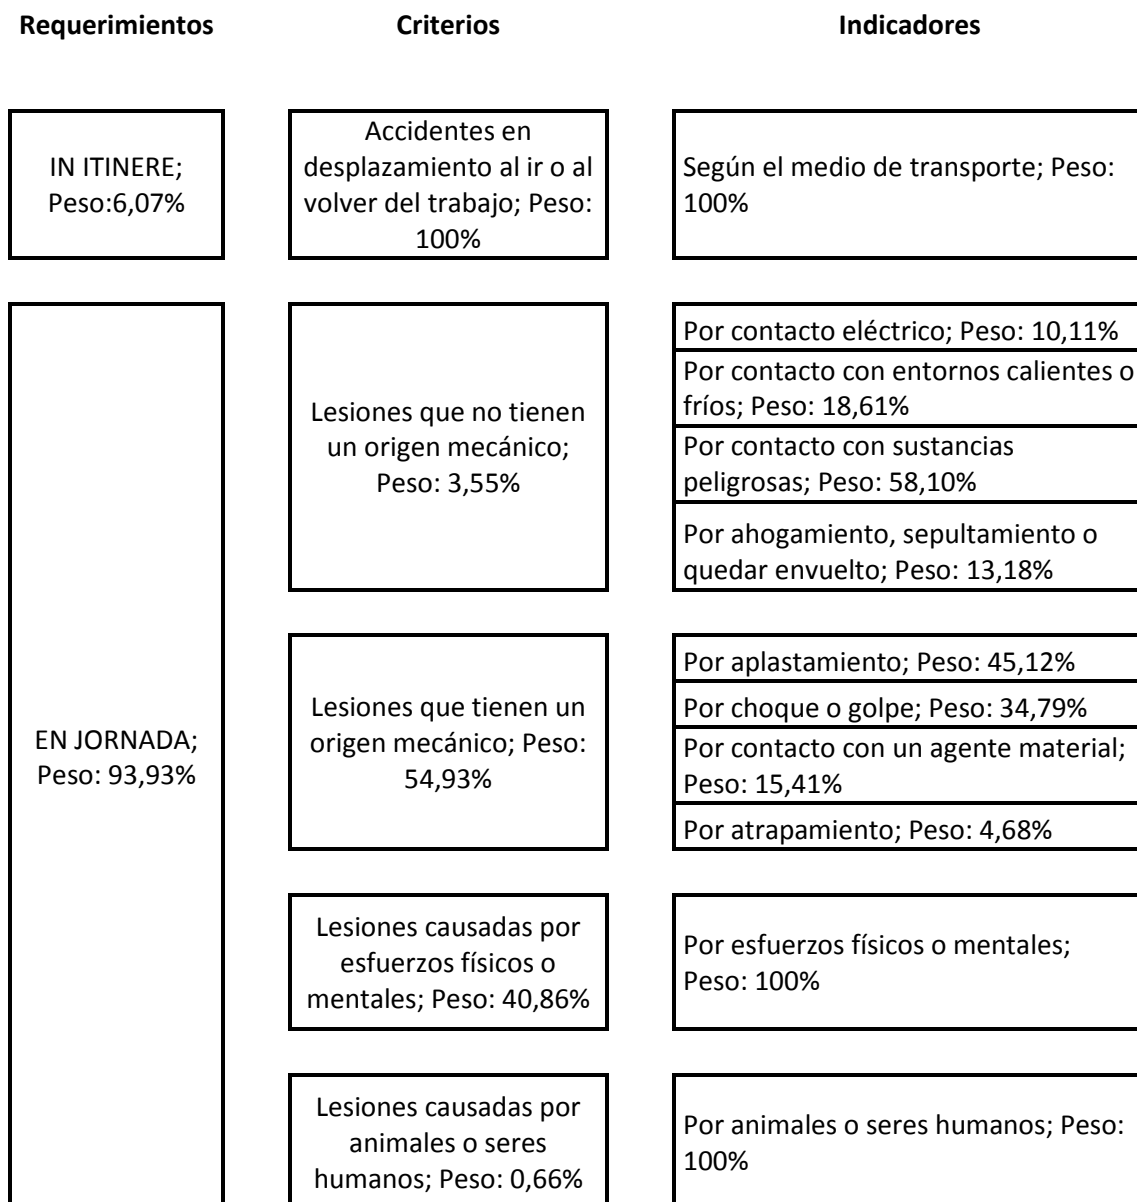 Requerimientos
Criterios
Indicadores
IN ITINERE;
Peso:6,07%
Accidentes en
desplazamiento al ir o al
volver del trabajo; Peso:
100%
Según el medio de transporte; Peso:
100%
EN JORNADA;
Peso: 93,93%
Lesiones que no tienen
un origen mecánico;
Peso: 3,55%
Por contacto eléctrico; Peso: 10,11%
Por contacto con entornos calientes o
fríos; Peso: 18,61%
Por contacto con sustancias
peligrosas; Peso: 58,10%
Por ahogamiento, sepultamiento o
quedar envuelto; Peso: 13,18%
Lesiones que tienen un
origen mecánico; Peso:
54,93%
Por aplastamiento; Peso: 45,12%
Por choque o golpe; Peso: 34,79%
Por contacto con un agente material;
Peso: 15,41%
Por atrapamiento; Peso: 4,68%
Lesiones causadas por
esfuerzos físicos o
mentales; Peso: 40,86%
Por esfuerzos físicos o mentales;
Peso: 100%
Lesiones causadas por
animales o seres
humanos; Peso: 0,66%
Por animales o seres humanos; Peso:
100%